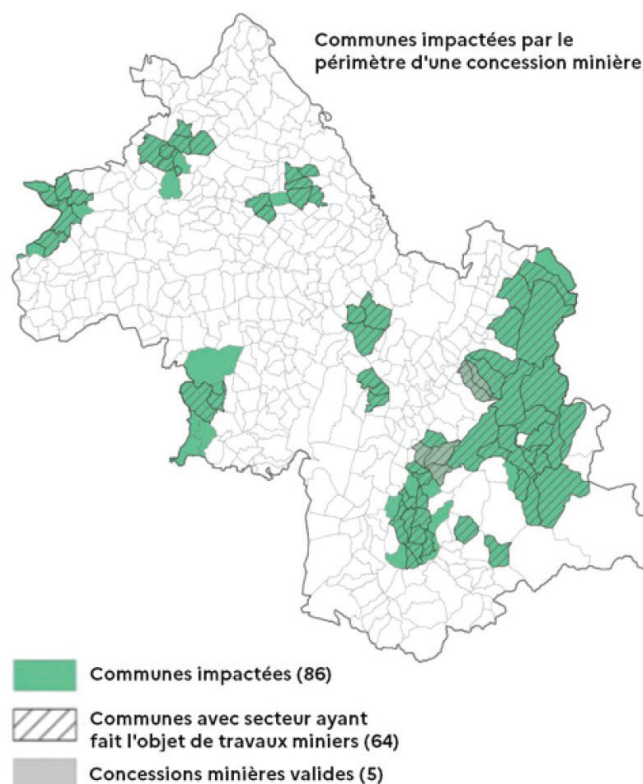 Communes impactées par le
périmètre d'une concession minière
Communes impactées (86)
Communes avec secteur ayant
fait l'objet de travaux miniers (64)
Concessions minières valides (5)